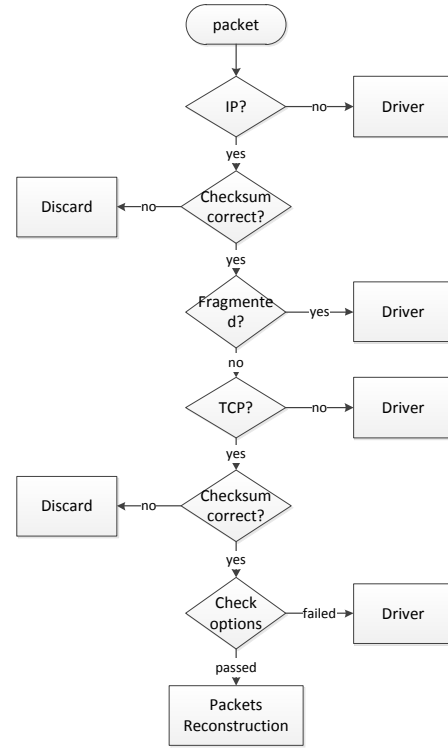 packet
IP?
no
Driver
yes
Discard
no
Checksum
correct?
yes
Fragmente
d?
yes
Driver
no
TCP?
no
Driver
yes
Discard
no
Checksum
correct?
yes
Check
options
failed
Driver
passed
Packets
Reconstruction